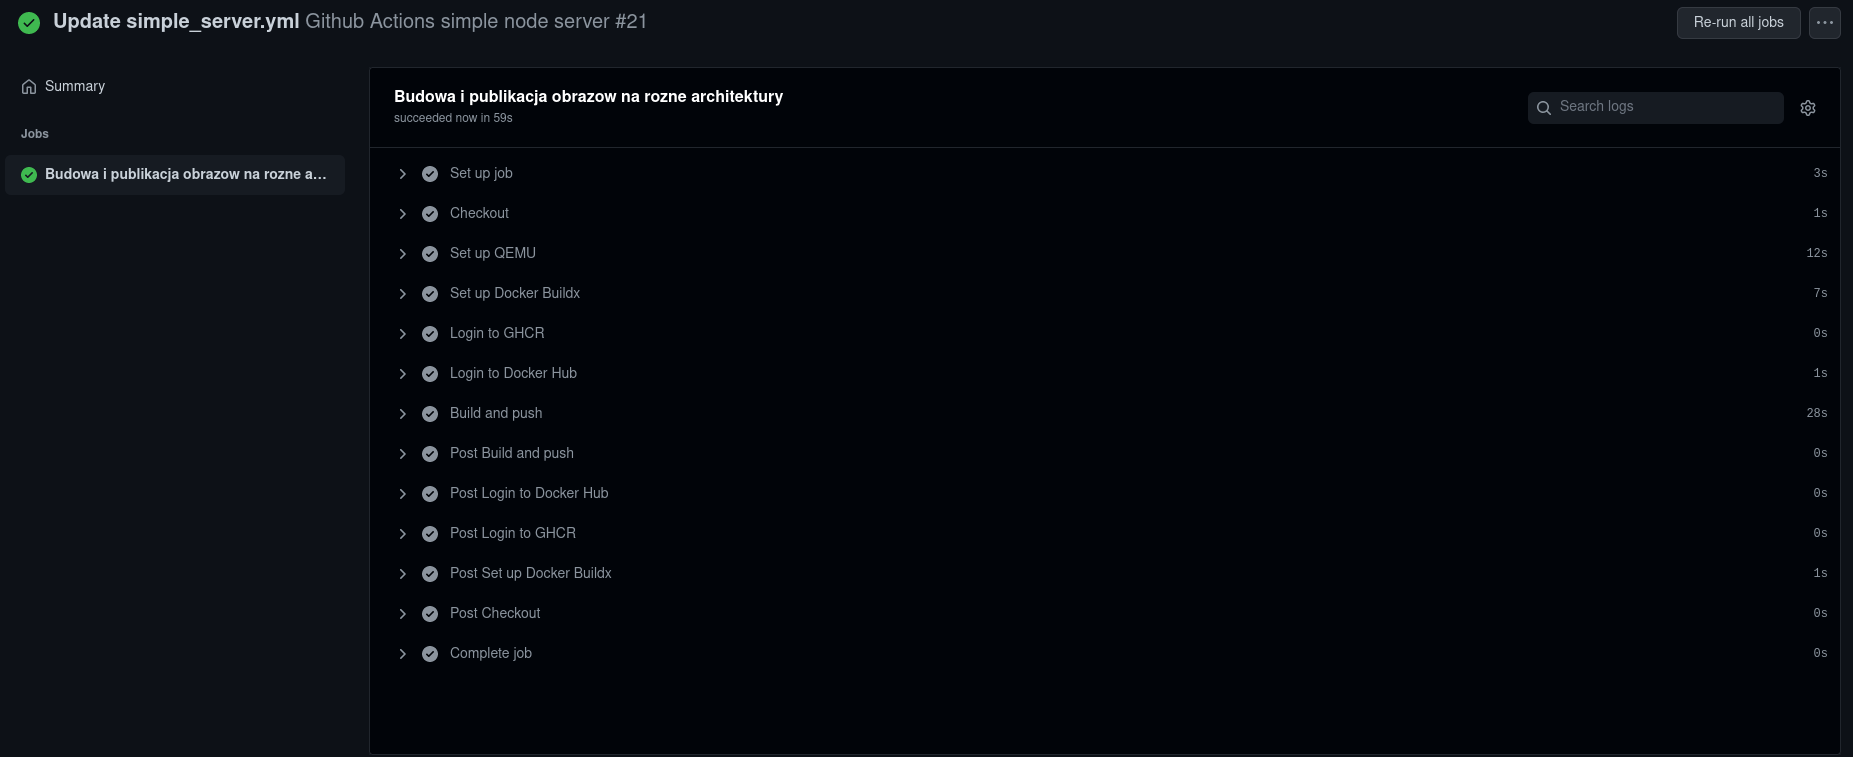 Update simple_server.yml Github Actions simple node server #21
Re-run all jobs
Summary
Jobs
Budowa i publikacja obrazow na rozne a...
Budowa i publikacja obrazow na rozne architektury
succeeded now in 59s
Search logs
Set up job 3s
Checkout 1s
Set up QEMU 12s
Set up Docker Buildx 7s
Login to GHCR 0s
Login to Docker Hub 1s
Build and push 28s
Post Build and push 0s
Post Login to Docker Hub 0s
Post Login to GHCR 0s
Post Set up Docker Buildx 1s
Post Checkout 0s
Complete job 0s